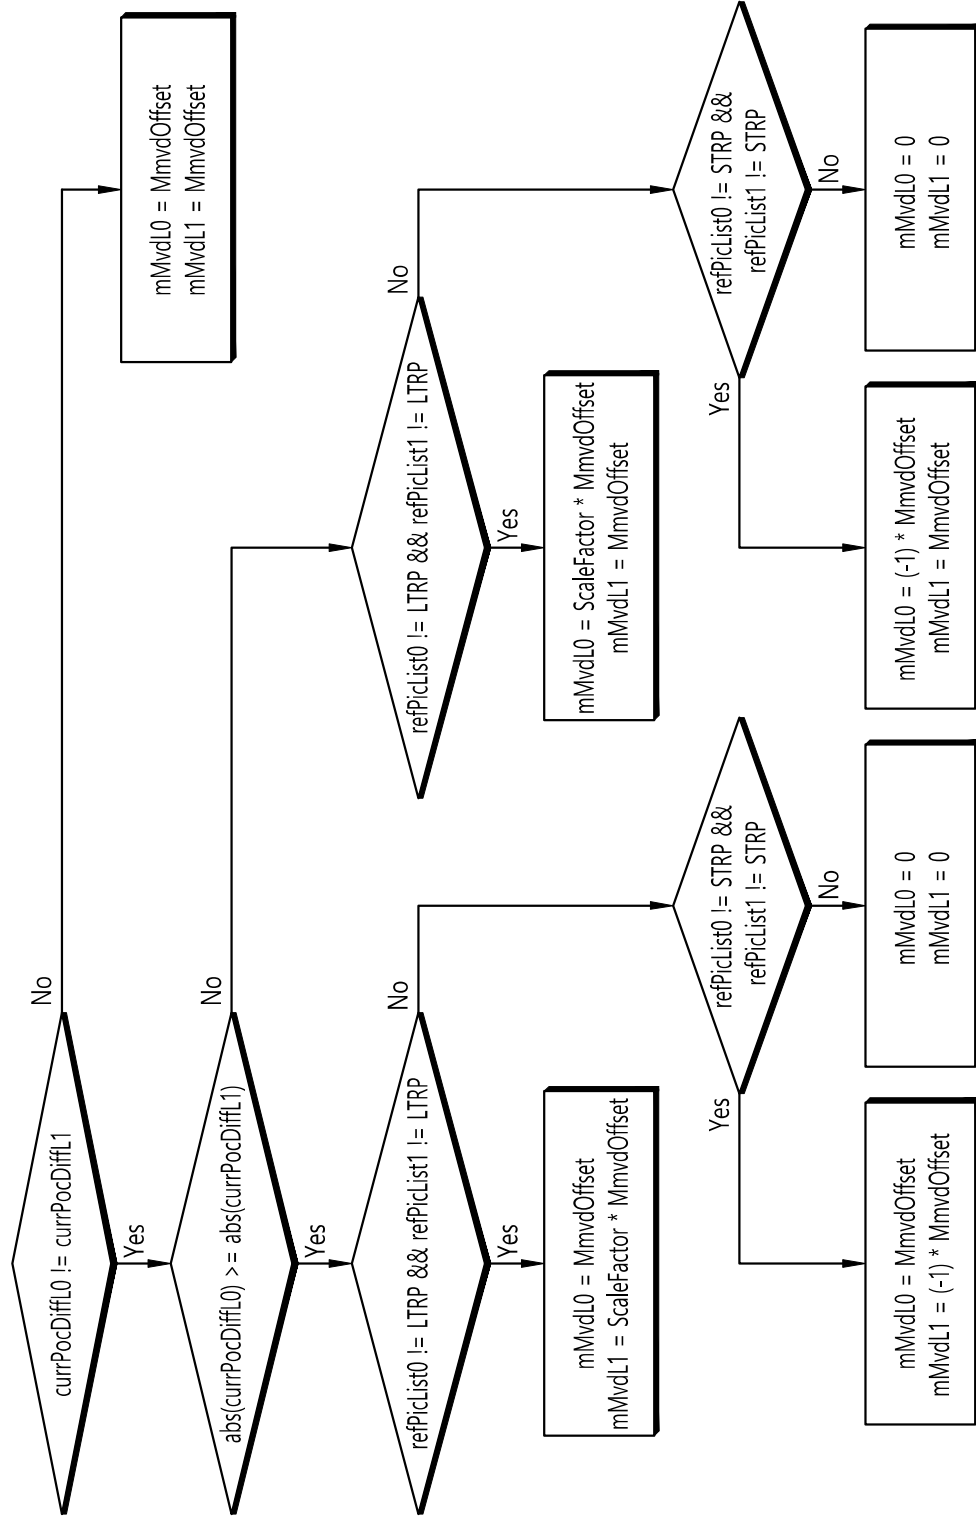 currPocDiffL0 != currPocDiffL1
No
mMvdL0 = MmvdOffset
mMvdL1 = MmvdOffset
Yes
abs(currPocDiffL0) >= abs(currPocDiffL1)
No
Yes
refPicList0 != LTRP && refPicList1 != LTRP
No
refPicList0 != LTRP && refPicList1 != LTRP
No
Yes
Yes
mMvdL0 = MmvdOffset
mMvdL1 = ScaleFactor * MmvdOffset
mMvdL0 = ScaleFactor * MmvdOffset
mMvdL1 = MmvdOffset
Yes
refPicList0 != STRP &&
refPicList1 != STRP
Yes
refPicList0 != STRP &&
refPicList1 != STRP
No
No
mMvdL0 = MmvdOffset
mMvdL1 = (-1) * MmvdOffset
mMvdL0 = 0
mMvdL1 = 0
mMvdL0 = (-1) * MmvdOffset
mMvdL1 = MmvdOffset
mMvdL0 = 0
mMvdL1 = 0